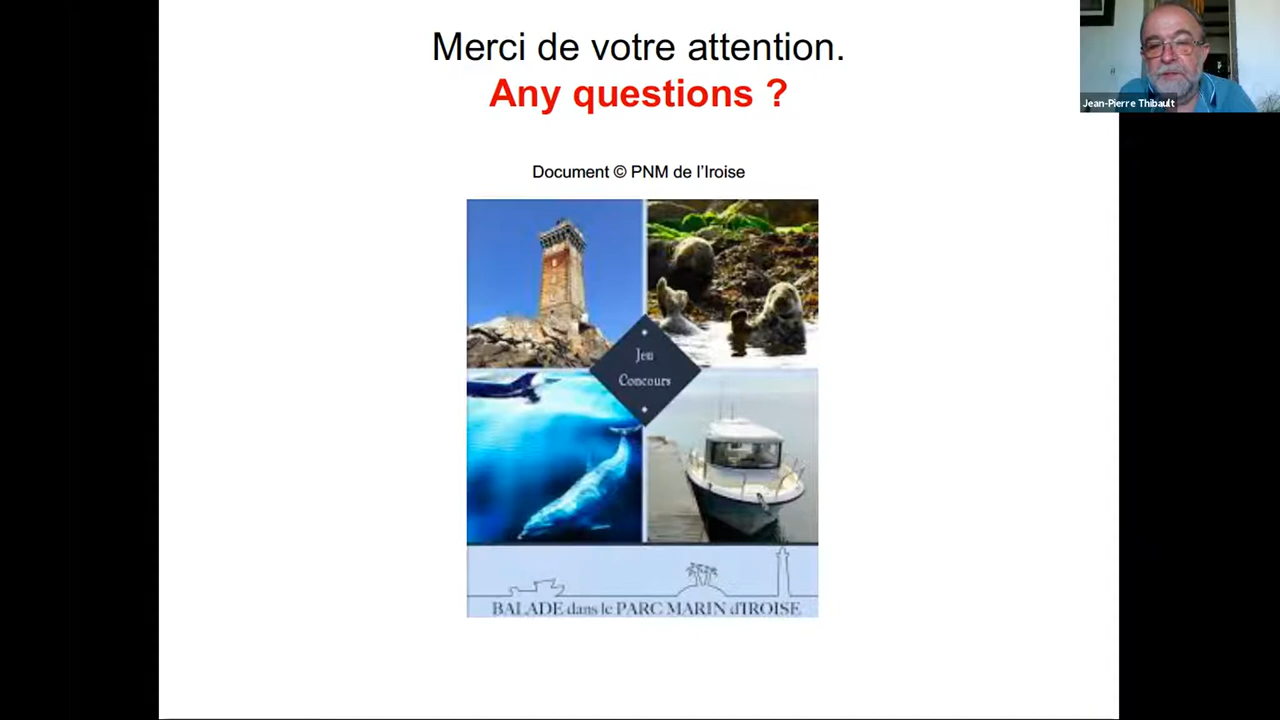 Merci de votre attention.
Any questions ?
Jean-Pierre Thibault
Document © PNM de l'Iroise
Jeu
Concours
BALADE dans le PARC MARIN d'IROISE